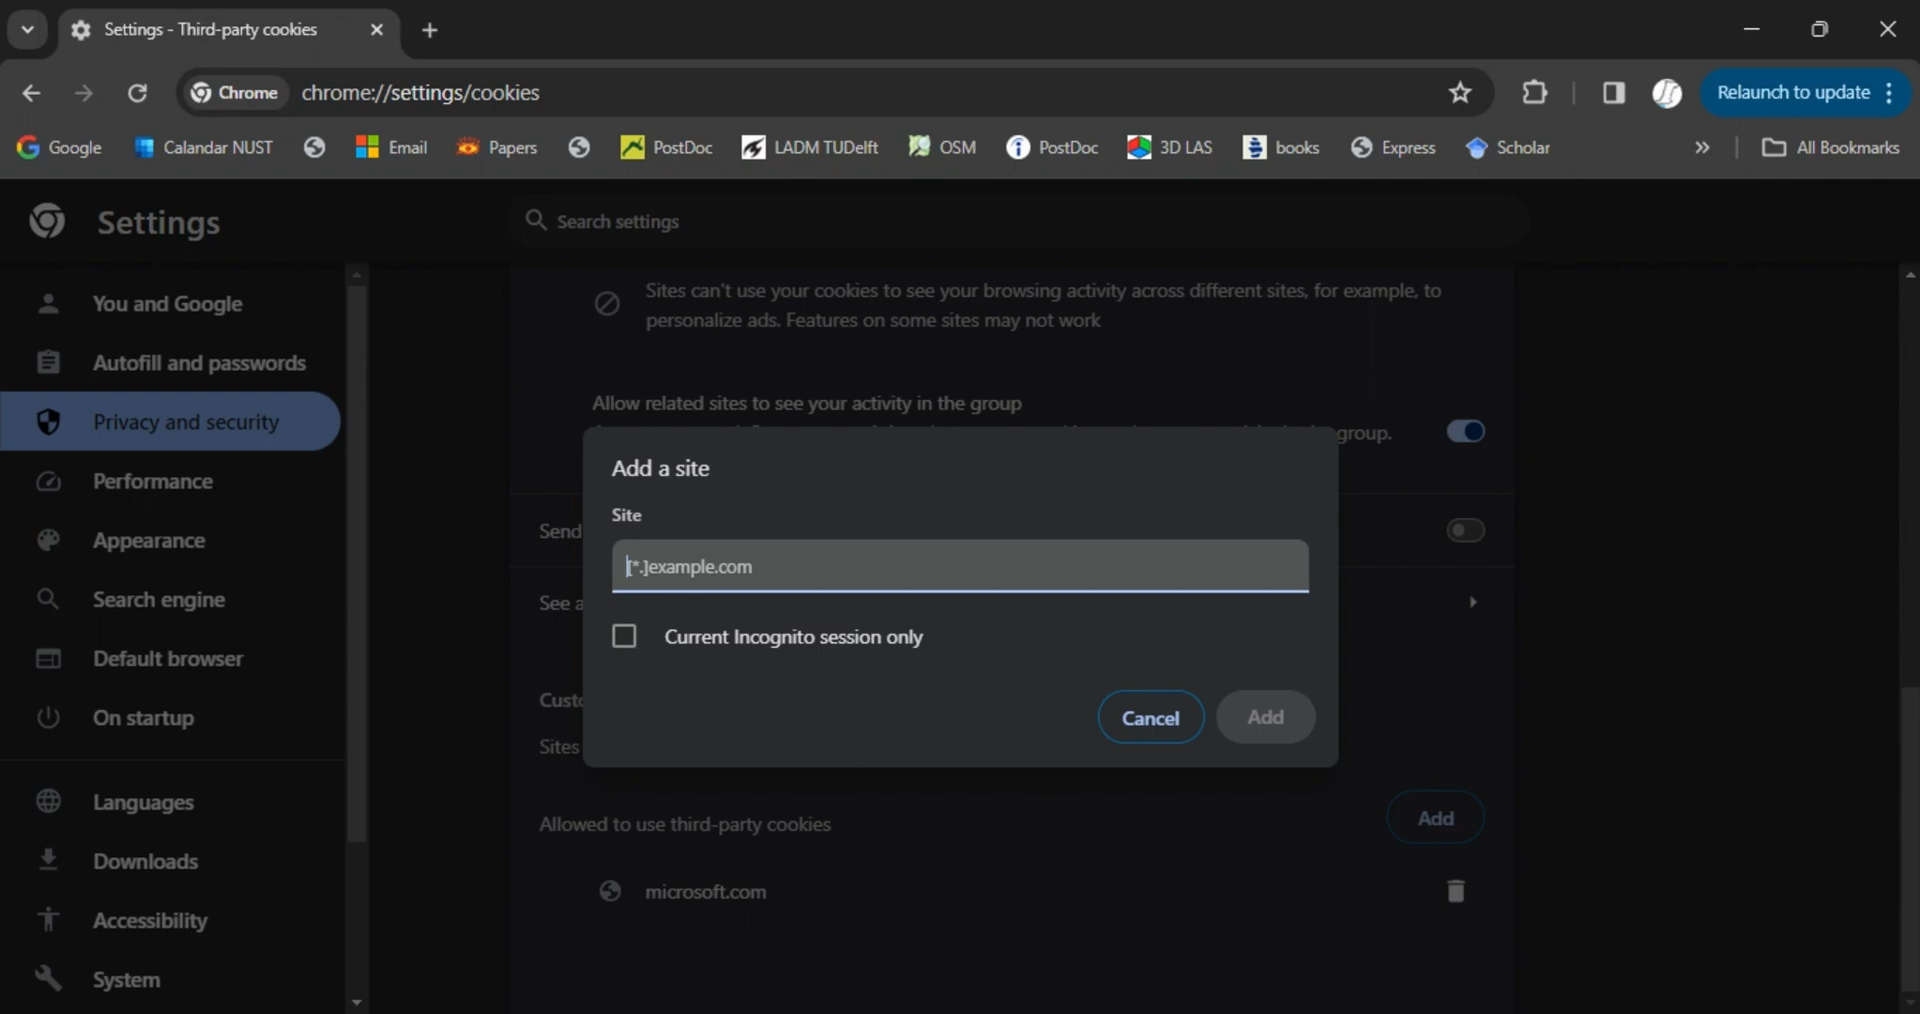 Settings - Third-party cookies
Chrome
chrome://settings/cookies
Relaunch to update
Google
Calandar NUST
Email
Papers
PostDoc
LADM TUDelft
OSM
PostDoc
3D LAS
books
Express
Scholar
»
All Bookmarks
Settings
Search settings
You and Google
Autofill and passwords
Privacy and security
Performance
Appearance
Search engine
Default browser
On startup
Languages
Downloads
Accessibility
System
Sites can't use your cookies to see your browsing activity across different sites, for example, to
personalize ads. Features on some sites may not work
Allow related sites to see your activity in the group
group.
Add a site
Site
[*.]example.com
Current Incognito session only
Cancel
Add
Send
See a
Custo
Sites
Allowed to use third-party cookies
Add
microsoft.com